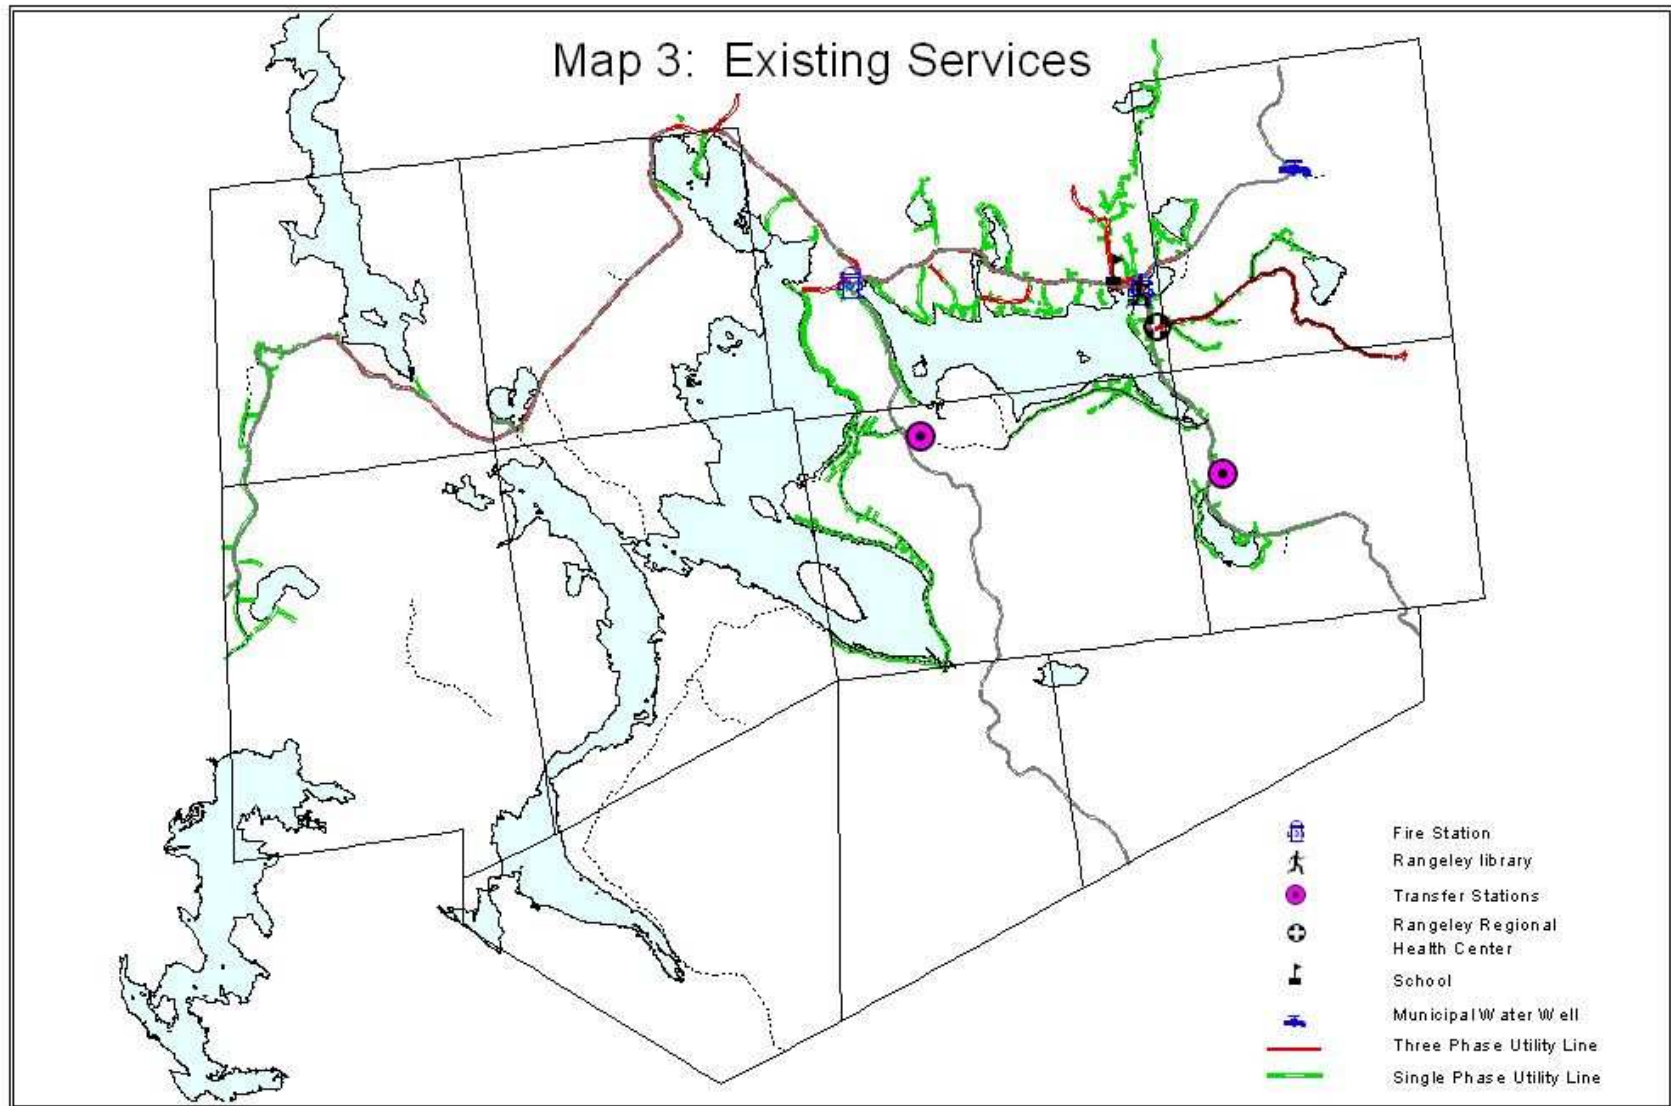 Map 3: Existing Services
Fire Station
Rangeley library
Transfer Stations
Rangeley Regional
Health Center
School
Municipal Water Well
Three Phase Utility Line
Single Phase Utility Line